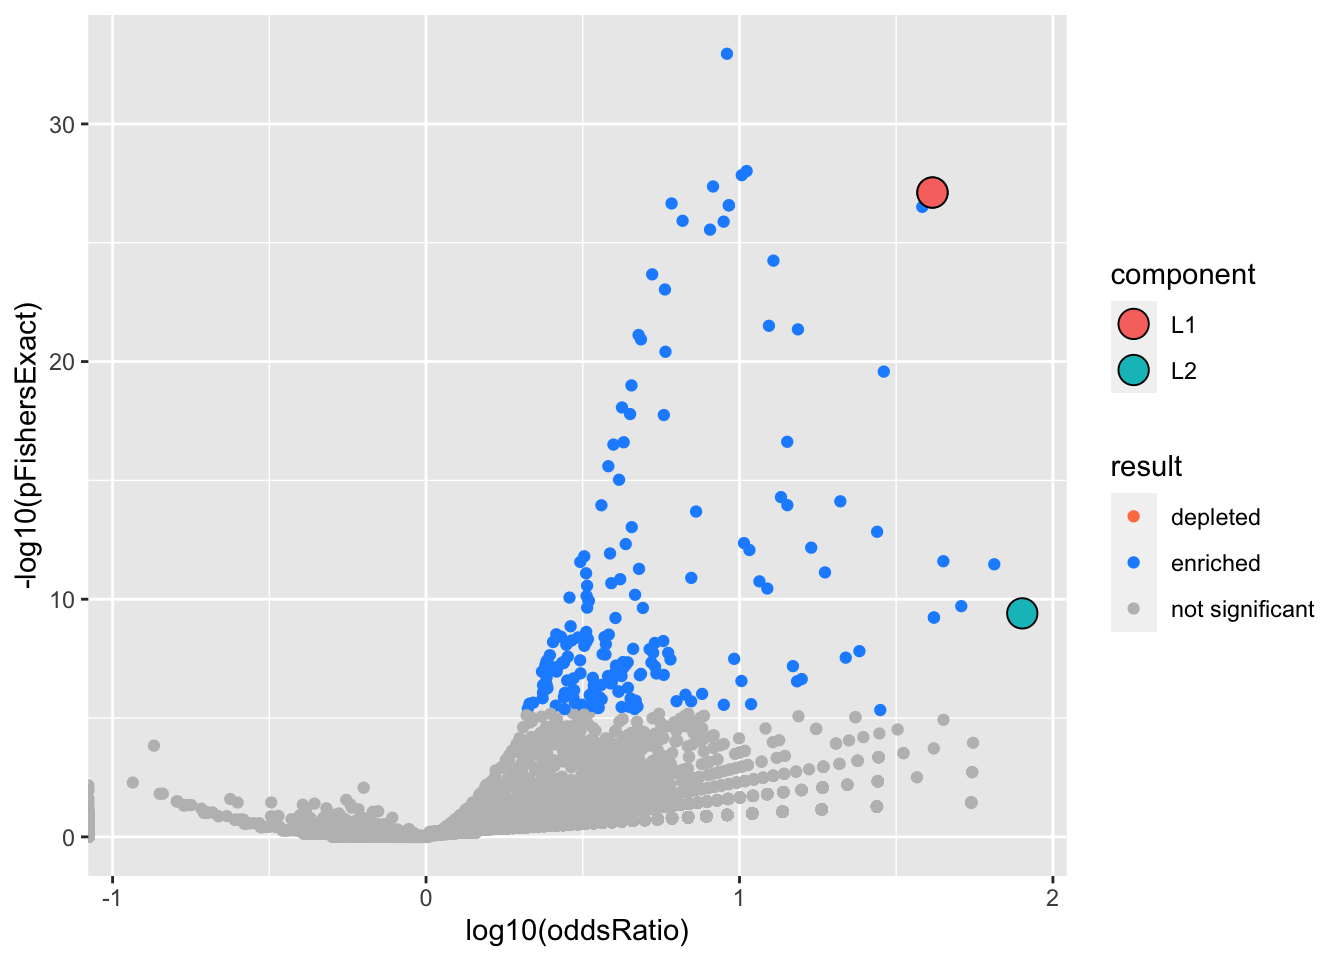 30
20
10
0
-log10(pFishersExact)
-1
0
1
2
log10(oddsRatio)
component
L1
L2
result
depleted
enriched
not significant